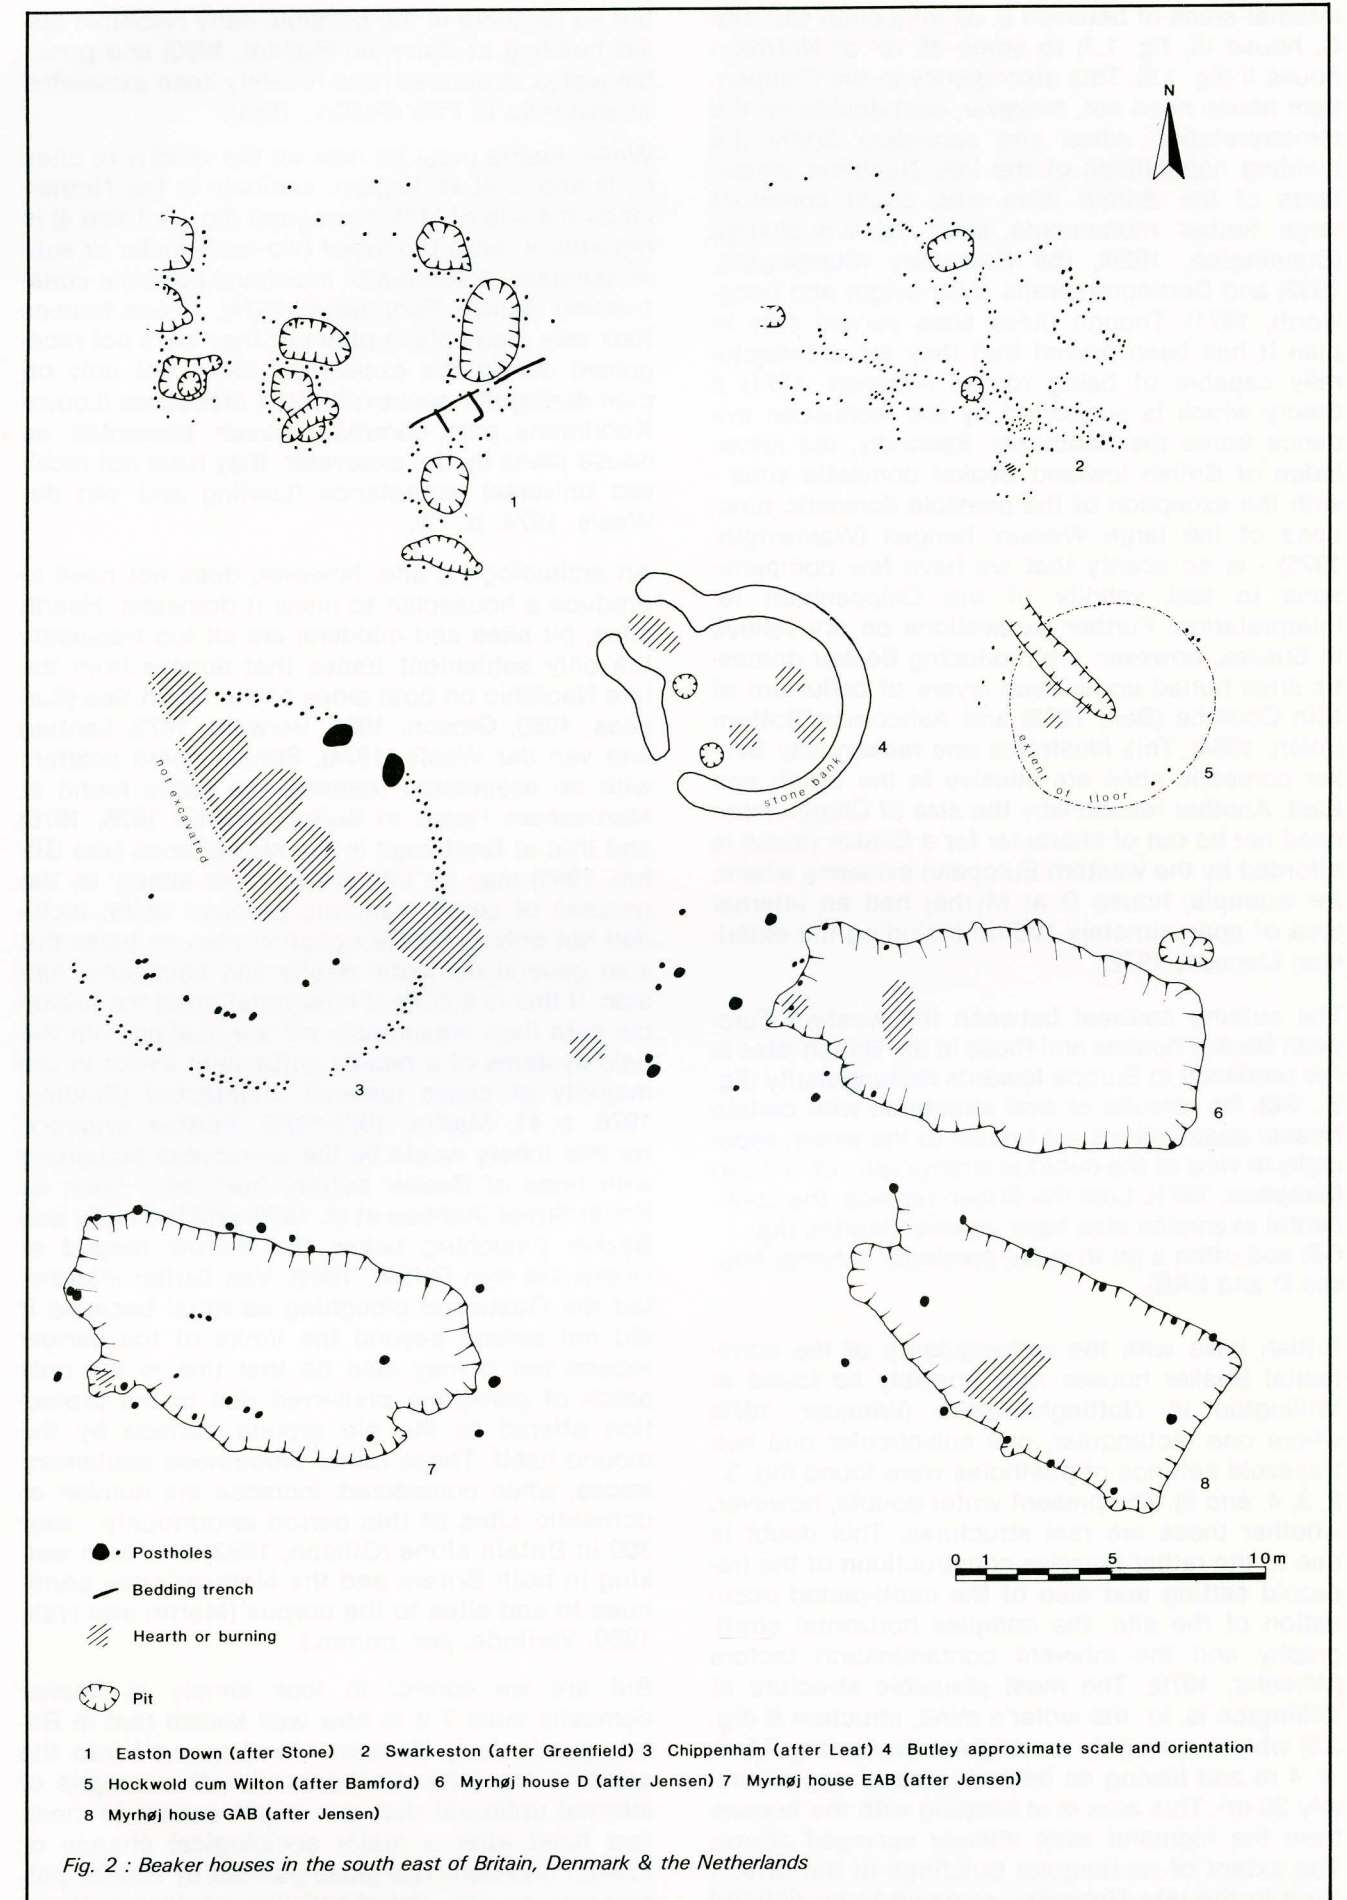 N
1
2
3
not excavated
4
stone bank
5
extent of floor
6
7
8
Postholes
Bedding trench
Hearth or burning
Pit
0 1 5 10 m
1 Easton Down (after Stone) 2 Swarkeston (after Greenfield) 3 Chippenham (after Leaf) 4 Butley approximate scale and orientation
5 Hockwold cum Wilton (after Bamford) 6 Myrhøj house D (after Jensen) 7 Myrhøj house EAB (after Jensen)
8 Myrhøj house GAB (after Jensen)
Fig. 2 : Beaker houses in the south east of Britain, Denmark & the Netherlands